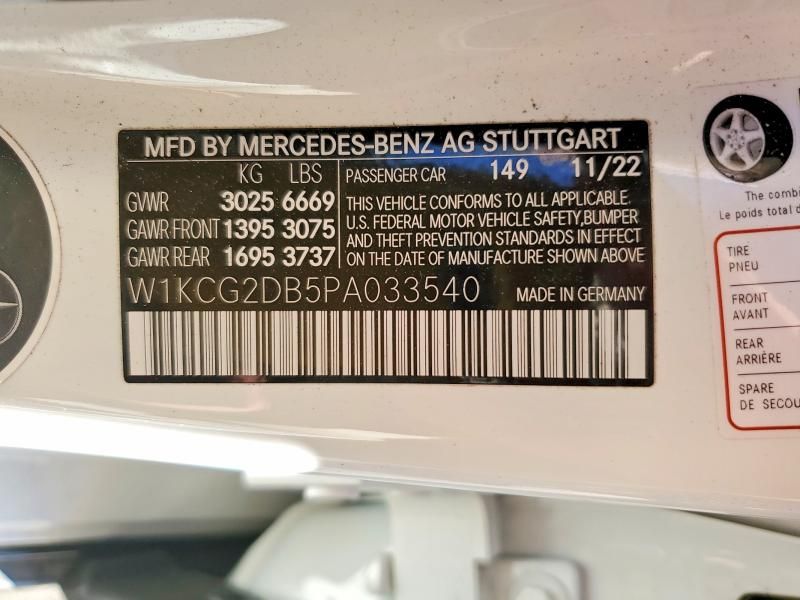 MFD BY MERCEDES-BENZ AG STUTTGART
KG LBS
GVWR 3025 6669
GAWR FRONT 1395 3075
GAWR REAR 1695 3737
PASSENGER CAR 149 11/22
THIS VEHICLE CONFORMS TO ALL APPLICABLE.
U.S. FEDERAL MOTOR VEHICLE SAFETY,BUMPER
AND THEFT PREVENTION STANDARDS IN EFFECT
ON THE DATE OF MANUFACTURE SHOWN ABOVE
W1KCG2DB5PA033540 MADE IN GERMANY
The combi
Le poids total d
TIRE
PNEU
FRONT
AVANT
REAR
ARRIÈRE
SPARE
DE SECOU